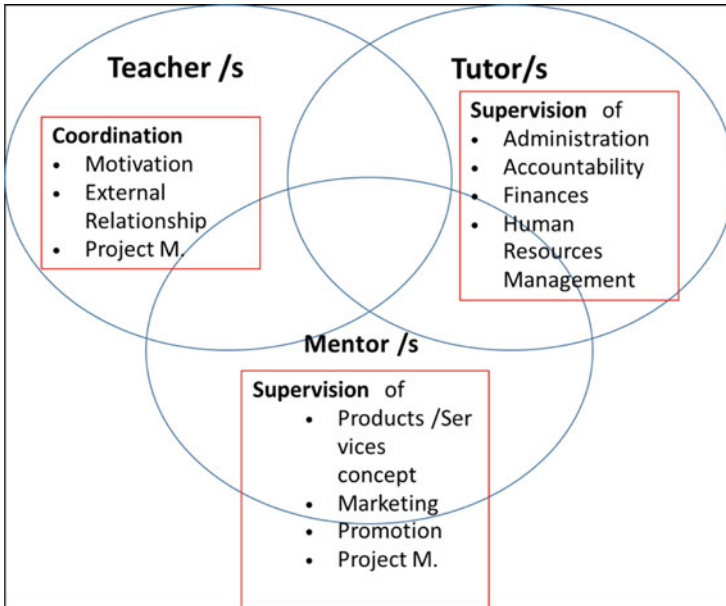 Teacher /s
Coordination
• Motivation
• External
Relationship
• Project M.
Tutor/s
Supervision of
• Administration
• Accountability
• Finances
• Human
Resources
Management
Mentor /s
Supervision of
• Products /Ser
vices
concept
• Marketing
• Promotion
• Project M.